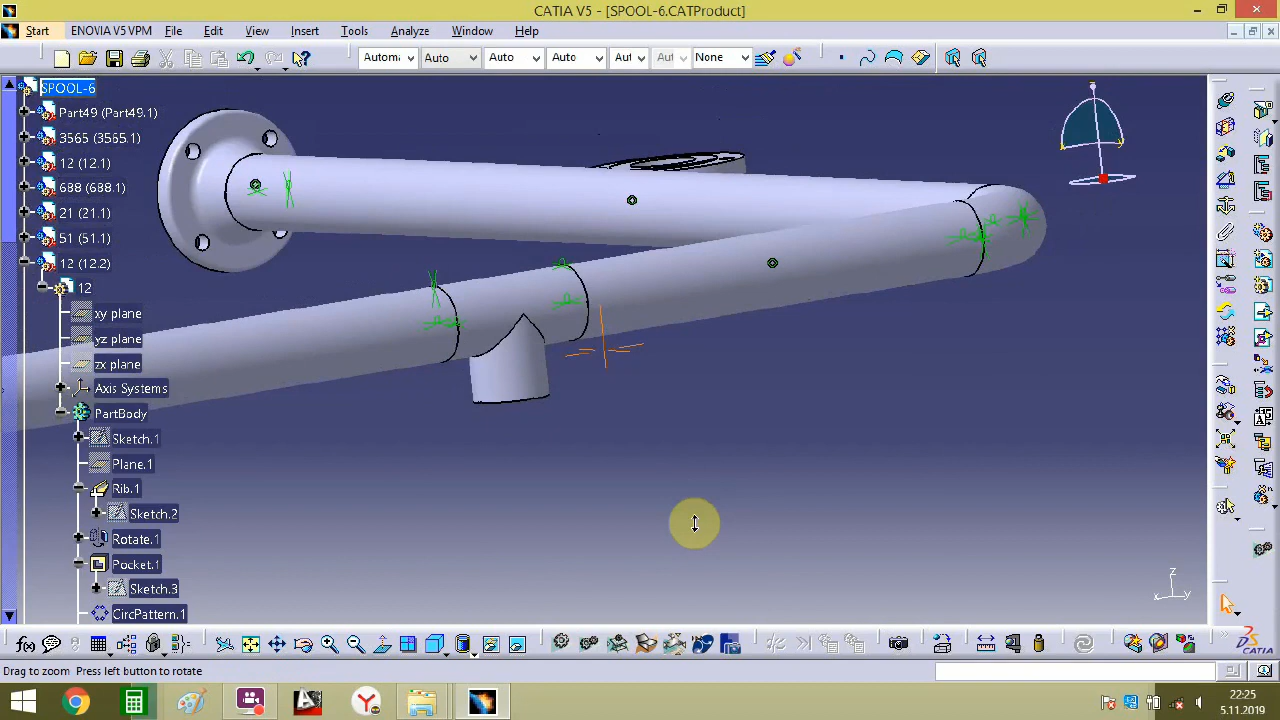 CATIA V5 - [SPOOL-6.CATProduct]
Start ENOVIA V5 VPM File Edit View Insert Tools Analyze Window Help
Automa Auto Auto Auto Aut Aut None
SPOOL-6
Part49 (Part49.1)
3565 (3565.1)
12 (12.1)
688 (688.1)
21 (21.1)
51 (51.1)
12 (12.2)
12
xy plane
yz plane
zx plane
Axis Systems
PartBody
Sketch.1
Plane.1
Rib.1
Sketch.2
Rotate.1
Pocket.1
Sketch.3
CircPattern.1
z
x y
DS CATIA
Drag to zoom Press left button to rotate
22:25
5.11.2019